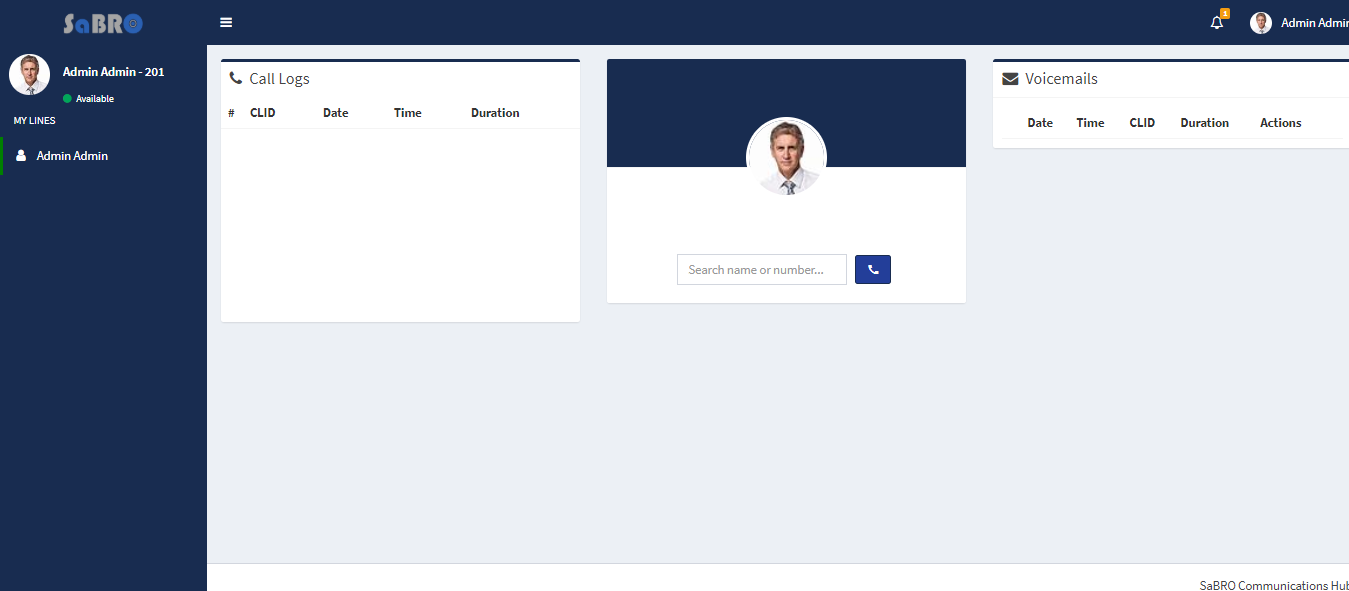 SaBRO
1
Admin Admin
Admin Admin - 201
Available
MY LINES
Admin Admin
Call Logs
# CLID Date Time Duration
Search name or number...
Voicemails
Date Time CLID Duration Actions
SaBRO Communications Hub